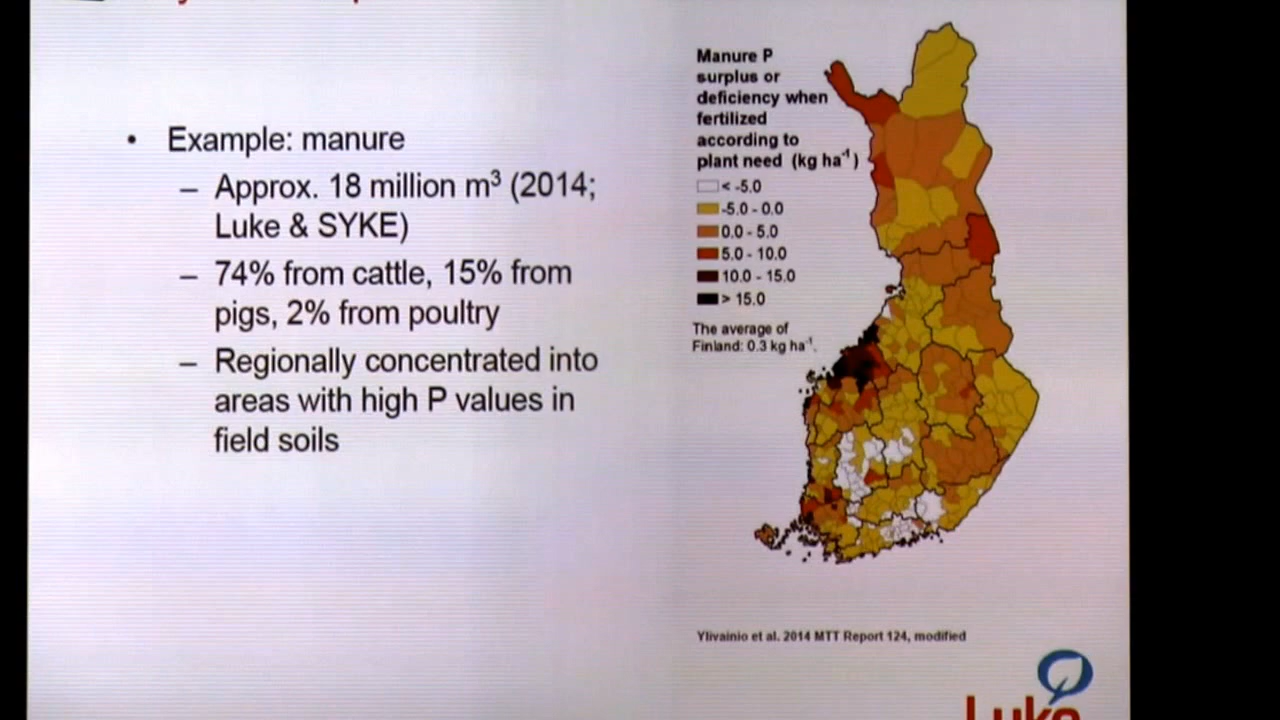 • Example: manure
– Approx. 18 million m³ (2014;
Luke & SYKE)
– 74% from cattle, 15% from
pigs, 2% from poultry
– Regionally concentrated into
areas with high P values in
field soils
Manure P
surplus or
deficiency when
fertilized
according to
plant need (kg ha⁻¹)
< -5.0
-5.0 - 0.0
0.0 - 5.0
5.0 - 10.0
10.0 - 15.0
> 15.0
The average of
Finland: 0.3 kg ha⁻¹.
Ylivainio et al. 2014 MTT Report 124, modified
Luke